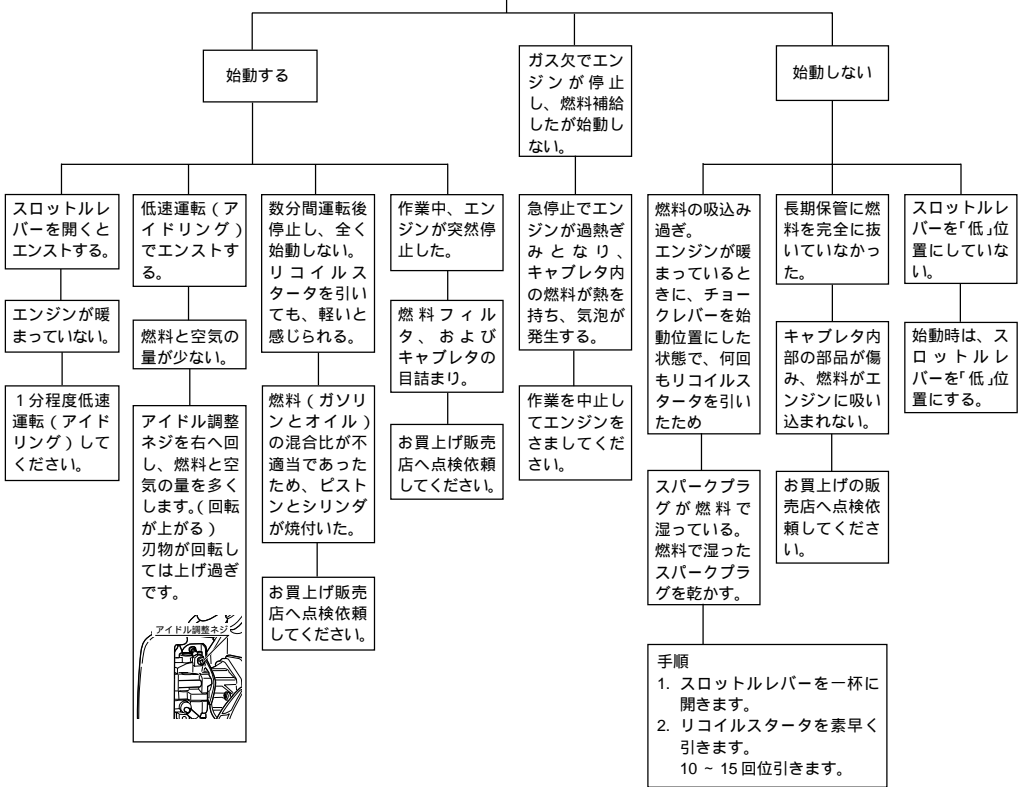 始動する
ガス欠でエン
ジンが停止
し、燃料補給
したが始動し
ない。
始動しない
スロットルレ
バーを開くと
エンストする。
エンジンが暖
まっていない。
1分程度低速
運転(アイド
リング)して
ください。
低速運転(ア
イドリング)
でエンストす
る。
燃料と空気の
量が少ない。
アイドル調整
ネジを右へ回
し、燃料と空
気の量を多く
します。(回転
が上がる)
刃物が回転し
ては上げ過ぎ
です。
アイドル調整ネジ
数分間運転後
停止し、全く
始動しない。
リコイルス
タータを引い
ても、軽いと
感じられる。
燃料(ガソリ
ンとオイル)
の混合比が不
適当であった
ため、ピスト
ンとシリンダ
が焼付いた。
お買上げ販売
店へ点検依頼
してください。
作業中、エン
ジンが突然停
止した。
燃料フィル
タ、および
キャブレタの
目詰まり。
お買上げ販売
店へ点検依頼
してください。
急停止でエン
ジンが過熱ぎ
みとなり、
キャブレタ内
の燃料が熱を
持ち、気泡が
発生する。
作業を中止し
てエンジンを
さましてくだ
さい。
燃料の吸込み
過ぎ。
エンジンが暖
まっているとき
に、チョー
クレバーを始
動位置にした
状態で、何回
もリコイルス
タータを引い
たため
スパークプラ
グが燃料で
湿っている。
燃料で湿った
スパークプラ
グを乾かす。
手順
1. スロットルレバーを一杯に
開きます。
2. リコイルスタータを素早く
引きます。
10 ~ 15 回位引きます。
長期保管に燃
料を完全に抜
いていなかっ
た。
キャブレタ内
部の部品が傷
み、燃料がエ
ンジンに吸い
込まれない。
お買上げの販
売店へ点検依
頼してくださ
い。
スロットルレ
バーを「低」位
置にしていな
い。
始動時は、ス
ロットルレ
バーを「低」位
置にする。